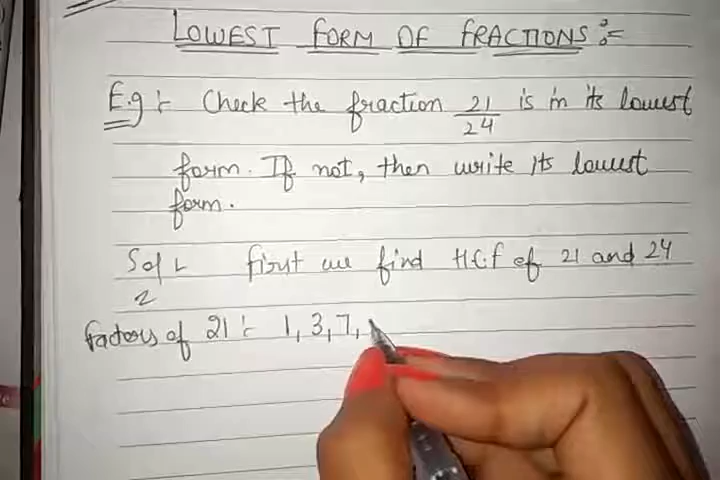 LOWEST FORM OF FRACTIONS :=
E.g :- Check the fraction 21/24 is in its lowest
form. If not, then write its lowest
form.
Sol :- first we find H.C.f of 21 and 24
factors of 21 :- 1, 3, 7,